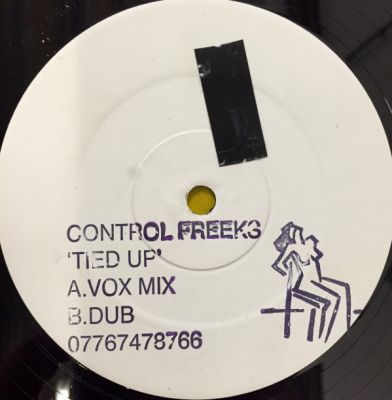 CONTROL FREEKS
'TIED UP'
A.VOX MIX
B.DUB
07767478766